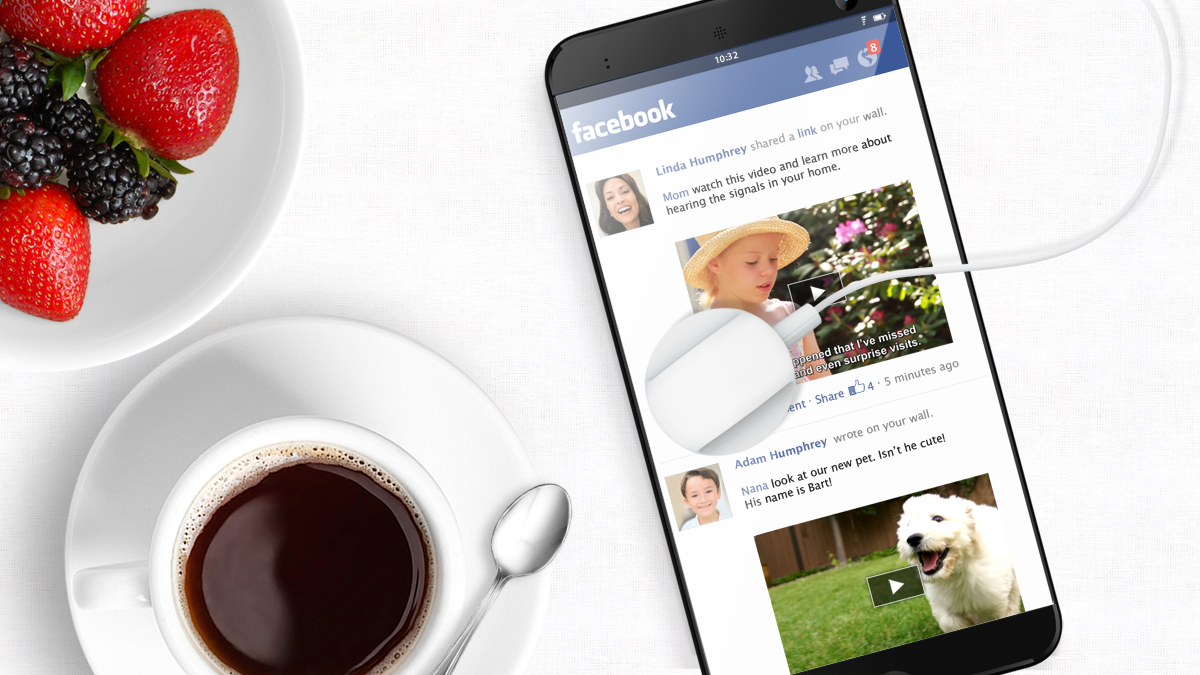 10:32
8
facebook
Linda Humphrey shared a link on your wall.
Mom watch this video and learn more about
hearing the signals in your home.
ppened that I've missed
and even surprise visits.
ent · Share 4 · 5 minutes ago
Adam Humphrey wrote on your wall.
Nana look at our new pet. Isn't he cute!
His name is Bart!